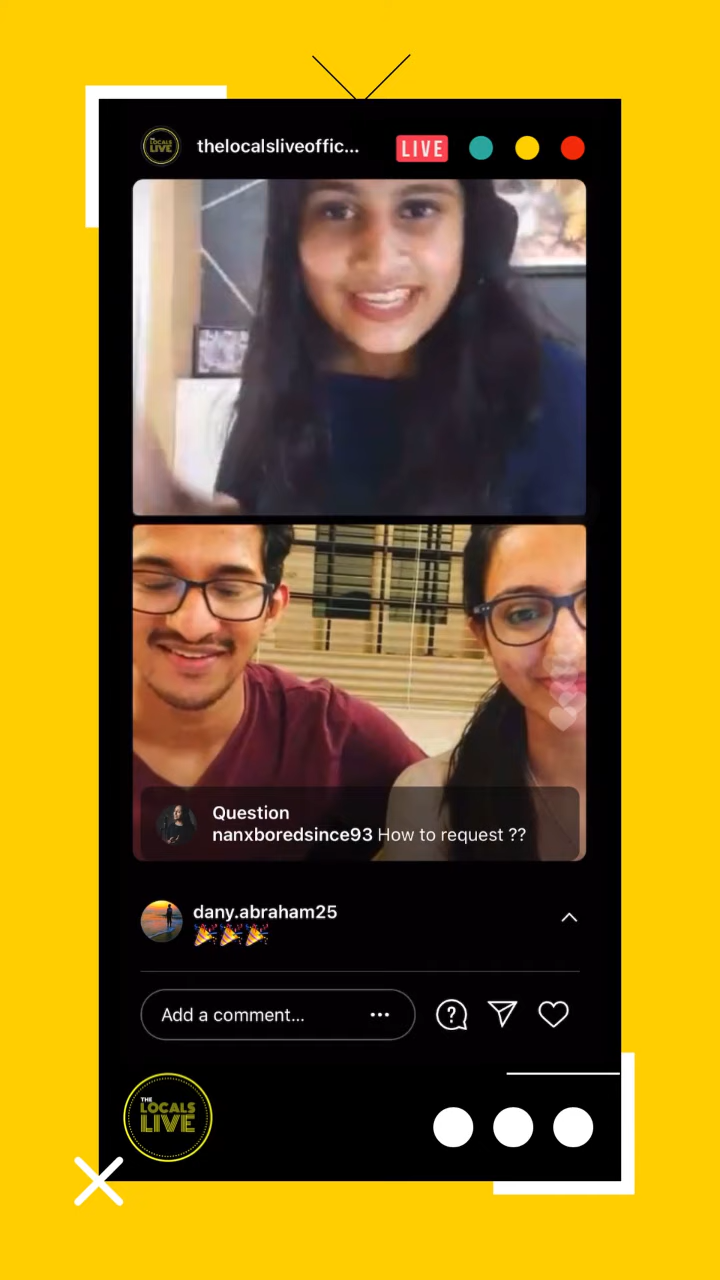 THE LOCALS LIVE
thelocalsliveoffic...
LIVE
Question
nanxboredsince93 How to request ??
dany.abraham25
🎉🎉🎉
Add a comment...
THE
LOCALS
LIVE